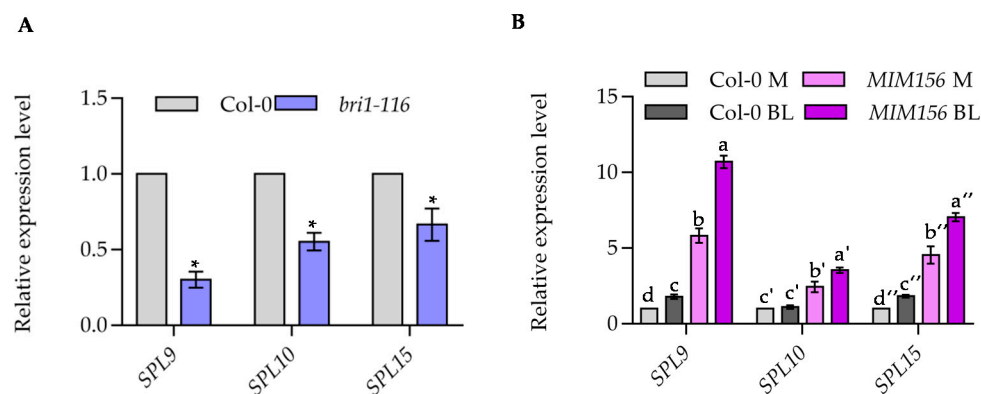 A
Relative expression level
1.5
1.0
0.5
0.0
Col-0
bri1-116
*
*
*
SPL9
SPL10
SPL15
B
Relative expression level
15
10
5
0
Col-0 M
MIM156 M
Col-0 BL
MIM156 BL
d
c
b
a
c'
c'
b'
a'
d′′
c′′
b′′
a′′
SPL9
SPL10
SPL15